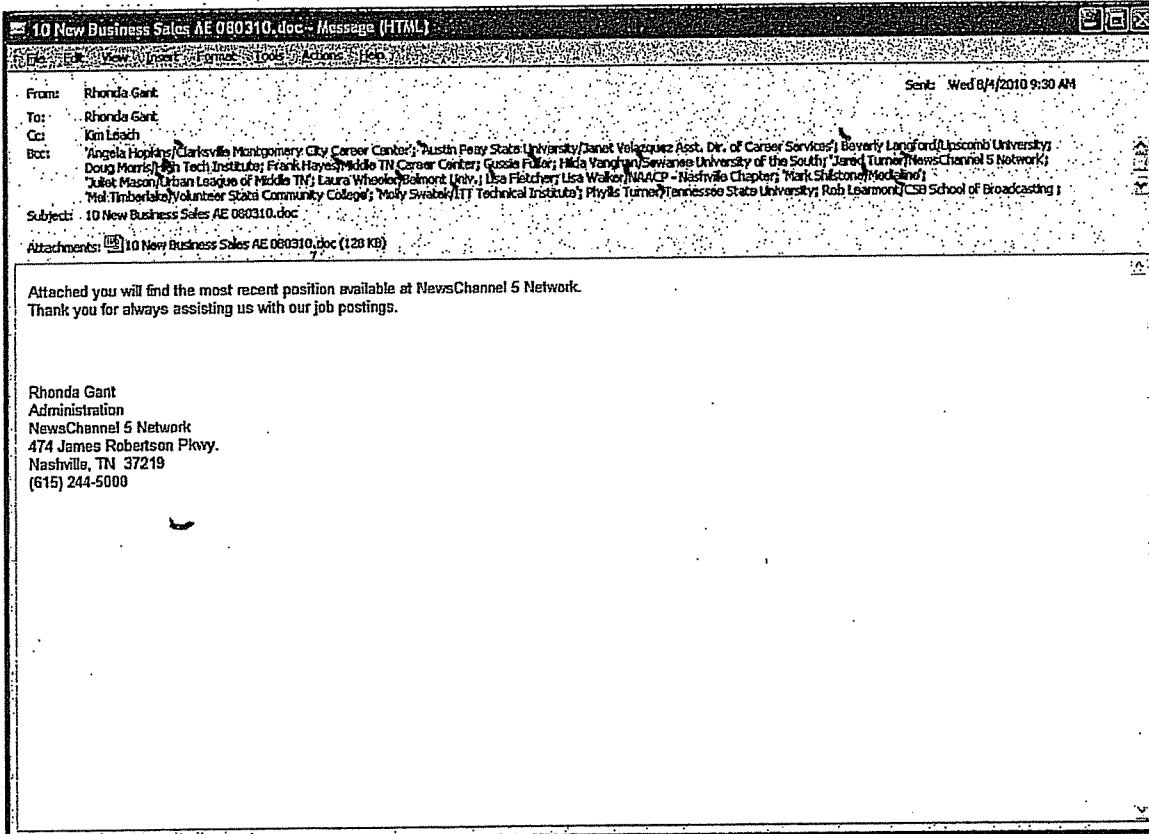 10 New Business Sales AE 080310.doc - Message (HTML)
File Edit View Insert Format Tools Actions Help
From: Rhonda Gant Sent: Wed 8/4/2010 9:30 AM
To: Rhonda Gant
Cc: Kim Leach
Bcc: 'Angela Hopkins/Clarksville Montgomery City Career Center'; 'Austin Peay State University/Janet Velazquez Asst. Dir. of Career Services'; Beverly Langford/Lipscomb University;
Doug Morris/High Tech Institute; Frank Hayes/Middle TN Career Center; Gussie Fuller; Hilda Vanghan/Sewanee University of the South; 'Jared Turner/NewsChannel 5 Network';
'Juliet Mason/Urban League of Middle TN'; Laura Wheeler/Belmont Univ.; Lisa Fletcher; Lisa Walker/NAACP - Nashville Chapter; 'Mark Shilstone/Medialino';
'Mel Timberlake/Volunteer State Community College'; 'Molly Swatek/ITT Technical Institute'; Phyllis Turner/Tennessee State University; Rob Learmont/CSB School of Broadcasting;
Subject: 10 New Business Sales AE 080310.doc
Attachments: 10 New Business Sales AE 080310.doc (128 KB)
Attached you will find the most recent position available at NewsChannel 5 Network.
Thank you for always assisting us with our job postings.
Rhonda Gant
Administration
NewsChannel 5 Network
474 James Robertson Pkwy.
Nashville, TN 37219
(615) 244-5000